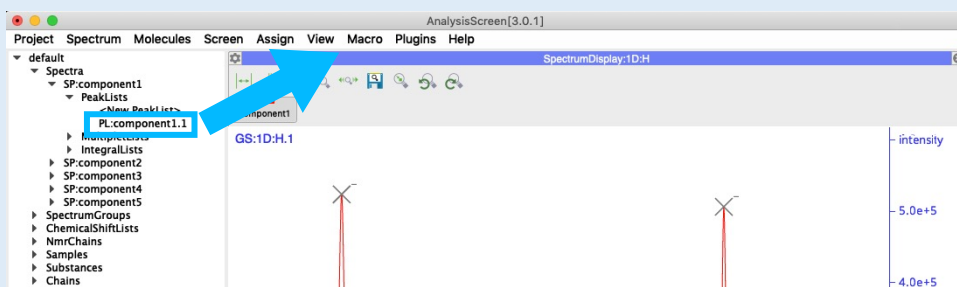 AnalysisScreen[3.0.1]
Project Spectrum Molecules Screen Assign View Macro Plugins Help
default
Spectra
SP:component1
PeakLists
<New PeakList>
PL:component1.1
MultipletLists
IntegralLists
SP:component2
SP:component3
SP:component4
SP:component5
SpectrumGroups
ChemicalShiftLists
NmrChains
Samples
Substances
Chains
SpectrumDisplay:1D:H
component1
GS:1D:H.1
intensity
5.0e+5
4.0e+5